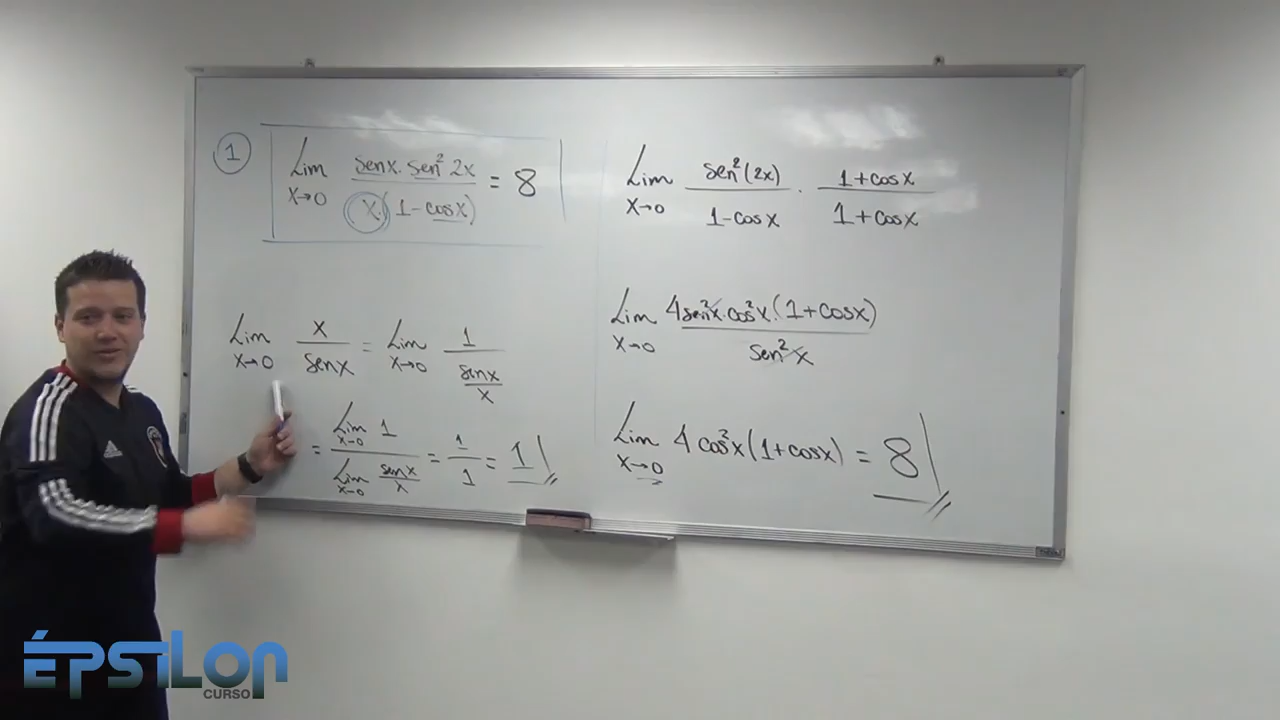 1
Lim x→0 (senx · sen² 2x) / (x · (1 - cosx)) = 8
Lim x→0 x / senx = Lim x→0 1 / (senx / x)
= (Lim x→0 1) / (Lim x→0 senx / x) = 1 / 1 = 1
Lim x→0 sen²(2x) / (1 - cosx) · (1 + cosx) / (1 + cosx)
Lim x→0 4sen²x · cos²x · (1 + cosx) / sen²x
Lim x→0 4 cos²x (1 + cosx) = 8
adidas
ÉPSILON
CURSO